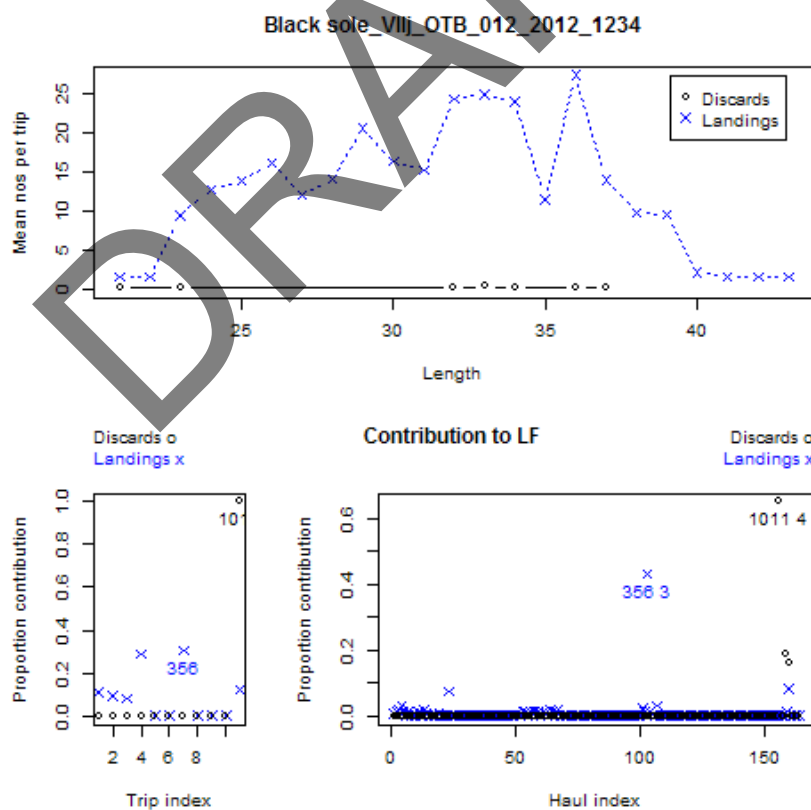 Black sole_VIIj_OTB_012_2012_1234
DRA
Mean nos per trip
0 5 10 15 20 25
Discards
Landings
25 30 35 40
Length
Contribution to LF
Discards o
Landings x
Discards o
Landings x
Proportion contribution
0.0 0.2 0.4 0.6 0.8 1.0
101
356
2 4 6 8
Trip index
Proportion contribution
0.0 0.2 0.4 0.6
1011 4
356 3
0 50 100 150
Haul index